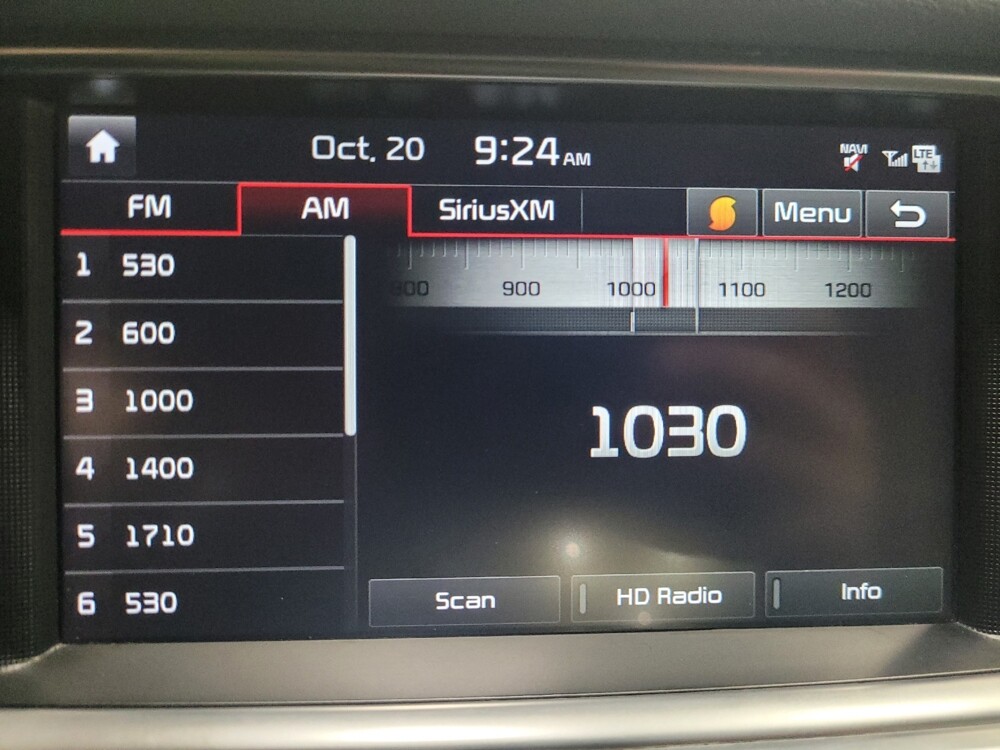 Oct, 20 9:24 AM NAVI LTE
FM AM SiriusXM Menu
1 530
2 600
3 1000
4 1400
5 1710
6 530
800 900 1000 1100 1200
1030
Scan HD Radio Info